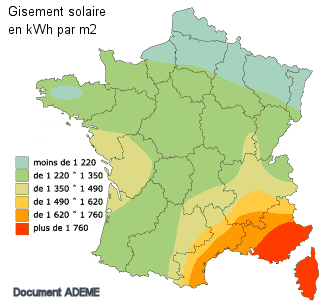 Gisement solaire
en kWh par m2
moins de 1 220
de 1 220 ^ 1 350
de 1 350 ^ 1 490
de 1 490 ^ 1 620
de 1 620 ^ 1 760
plus de 1 760
Document ADEME